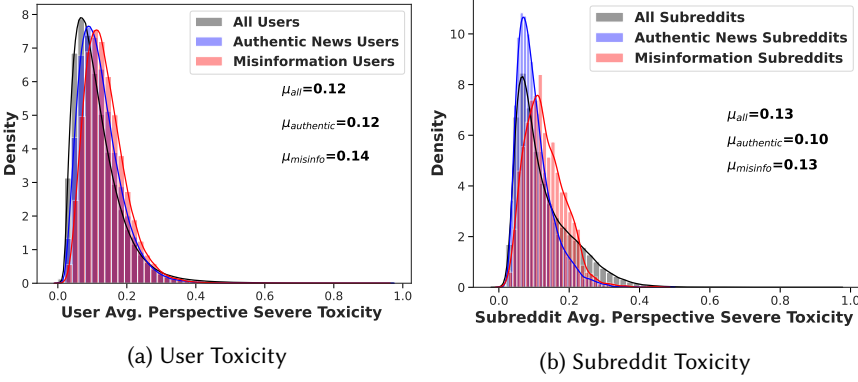 All Users
Authentic News Users
Misinformation Users
μall=0.12
μauthentic=0.12
μmisinfo=0.14
Density
8
7
6
5
4
3
2
1
0
0.0 0.2 0.4 0.6 0.8 1.0
User Avg. Perspective Severe Toxicity
(a) User Toxicity
All Subreddits
Authentic News Subreddits
Misinformation Subreddits
μall=0.13
μauthentic=0.10
μmisinfo=0.13
Density
10
8
6
4
2
0
0.0 0.2 0.4 0.6 0.8 1.0
Subreddit Avg. Perspective Severe Toxicity
(b) Subreddit Toxicity